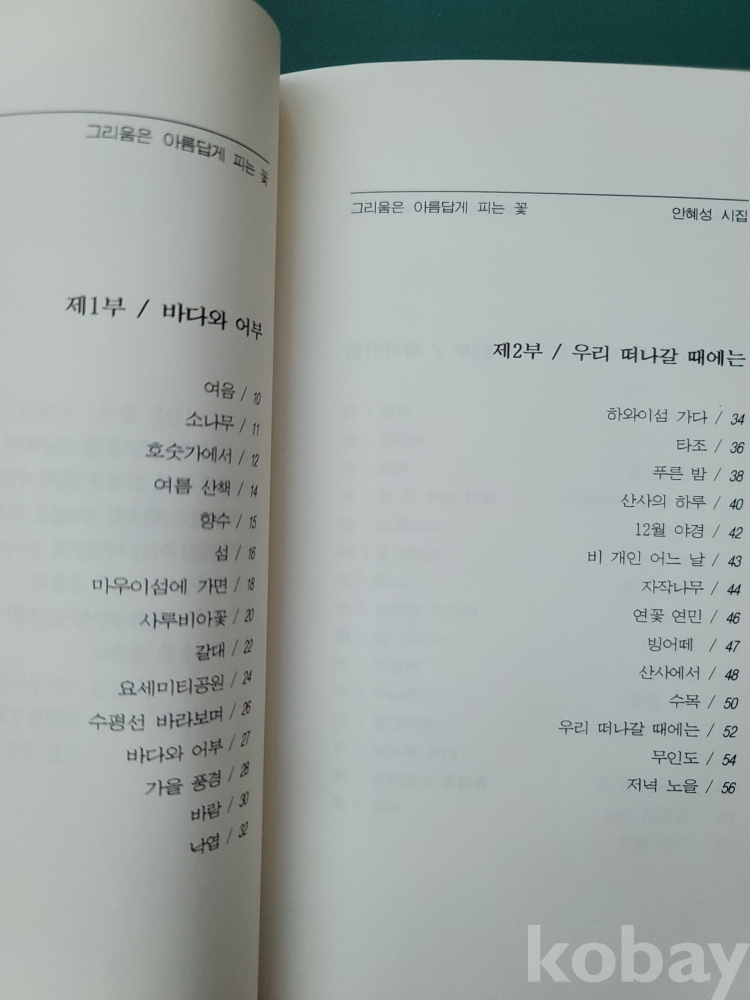 그리움은 아름답게 피는 꽃
제1부 / 바다와 어부
여음 / 10
소나무 / 11
호숫가에서 / 12
여름 산책 / 14
향수 / 15
섬 / 16
마우이섬에 가면 / 18
사루비아꽃 / 20
갈대 / 22
요세미티공원 / 24
수평선 바라보며 / 26
바다와 어부 / 27
가을 풍경 / 28
바람 / 30
낙엽 / 32
그리움은 아름답게 피는 꽃 안혜성 시집
제2부 / 우리 떠나갈 때에는
하와이섬 가다 / 34
타조 / 36
푸른 밤 / 38
산사의 하루 / 40
12월 야경 / 42
비 개인 어느 날 / 43
자작나무 / 44
연꽃 연민 / 46
빙어떼 / 47
산사에서 / 48
수목 / 50
우리 떠나갈 때에는 / 52
무인도 / 54
저녁 노을 / 56
kobay